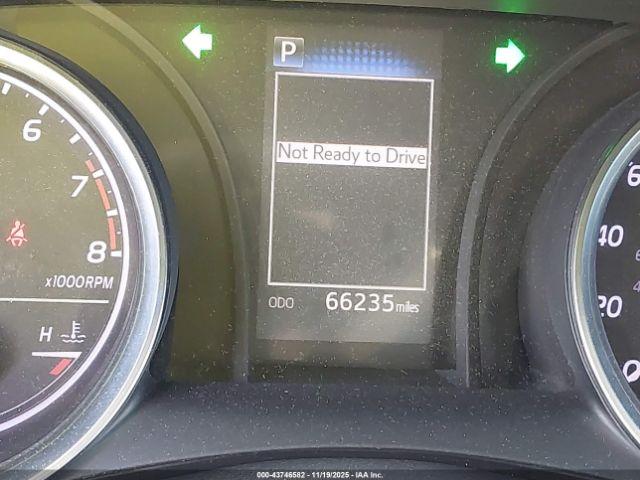 P
6
7
8
x1000RPM
H
Not Ready to Drive
ODO 66235 miles
40
20
0
000-43746582 - 11/19/2025 - IAA Inc.